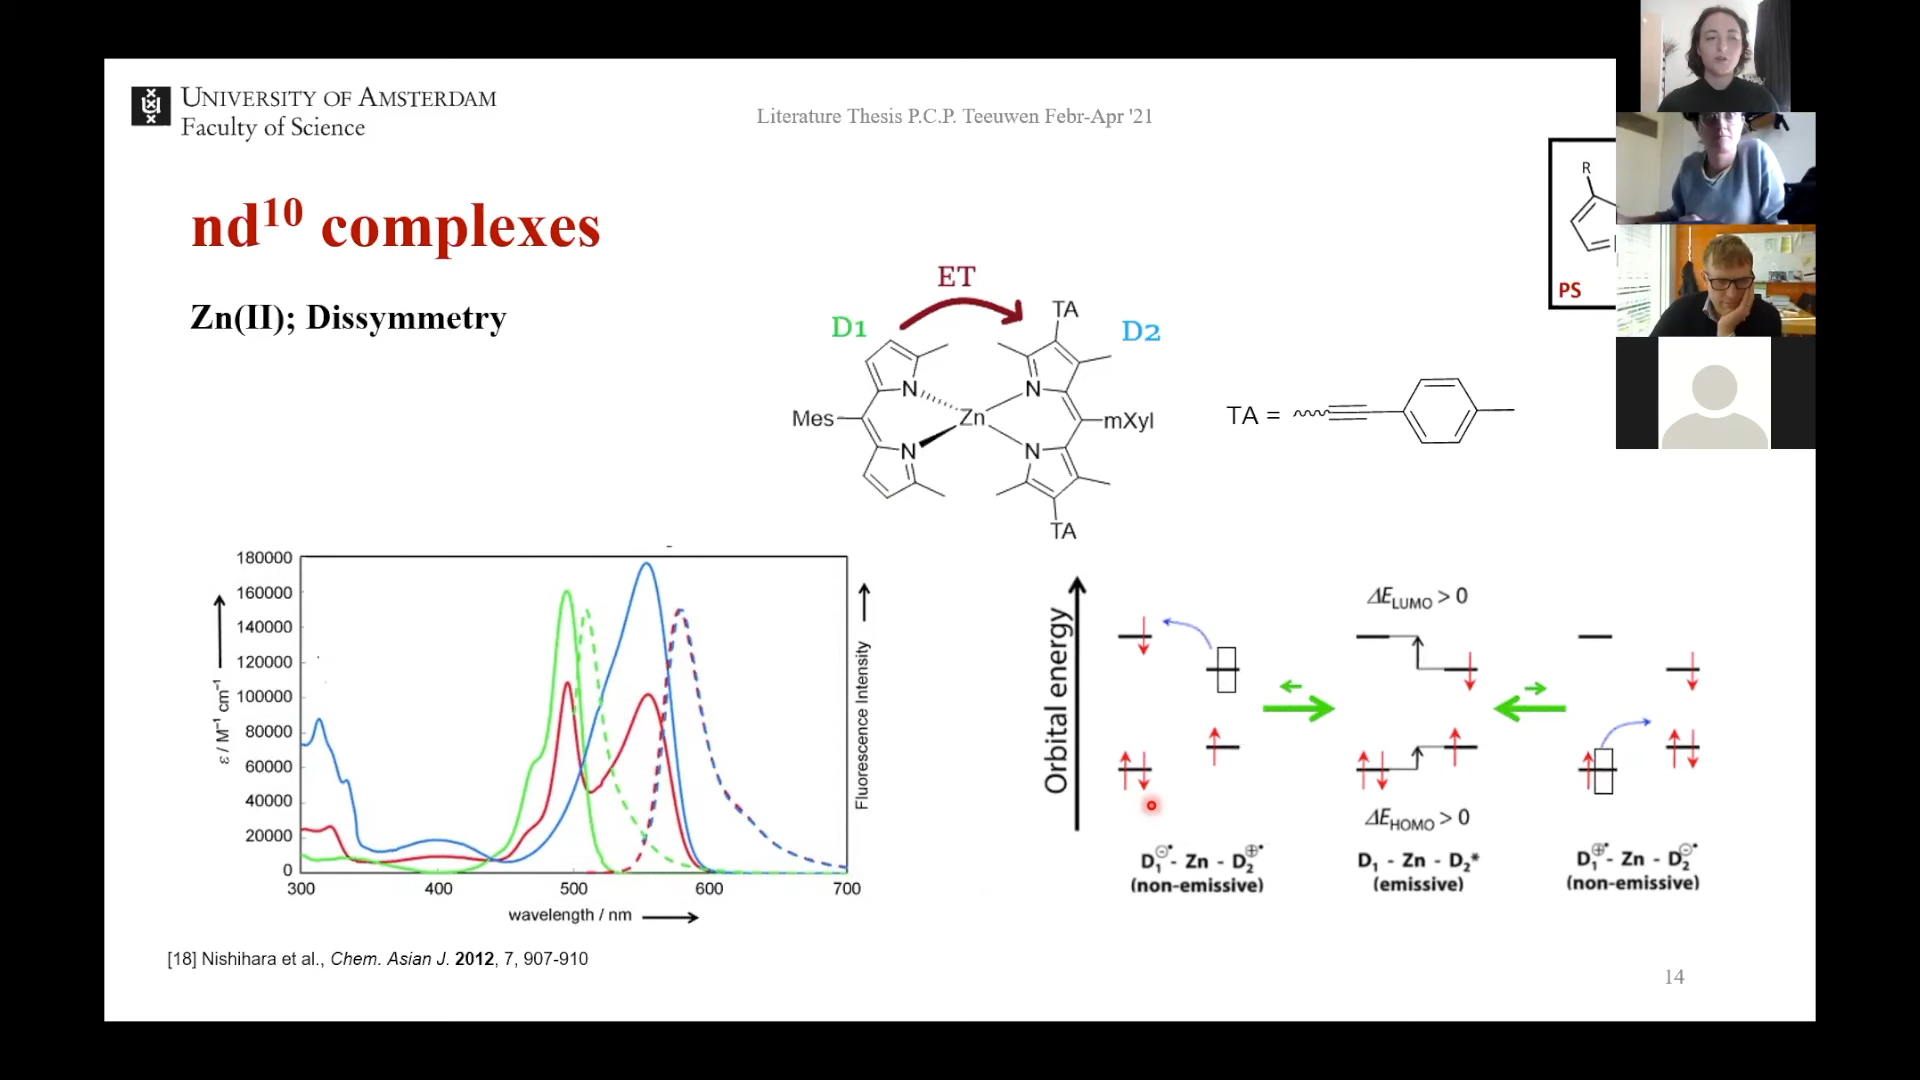 UNIVERSITY OF AMSTERDAM
Faculty of Science
Literature Thesis P.C.P. Teeuwen Febr-Apr '21
nd¹⁰ complexes
Zn(II); Dissymmetry
R
PS
ET
D1
D2
TA
N
N
Mes
Zn
mXyl
N
N
TA
TA =
180000
160000
140000
120000
100000
80000
60000
40000
20000
0
ε / M⁻¹ cm⁻¹
300
400
500
600
700
wavelength / nm
Fluorescence Intensity
Orbital energy
ΔE_LUMO > 0
ΔE_HOMO > 0
D₁⊖• - Zn - D₂⊕•
(non-emissive)
D₁ - Zn - D₂*
(emissive)
D₁⊕• - Zn - D₂⊖•
(non-emissive)
[18] Nishihara et al., Chem. Asian J. 2012, 7, 907-910
14